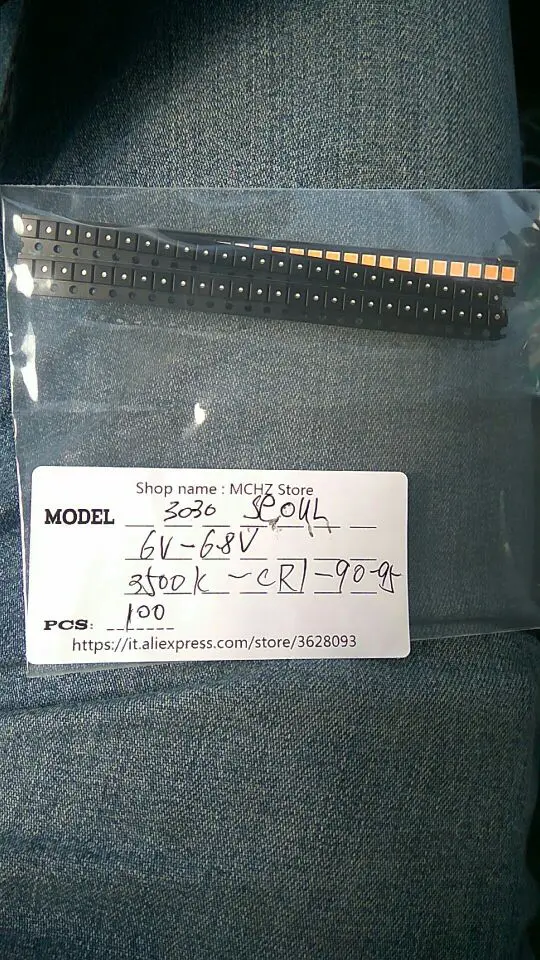 Shop name : MCHZ Store
MODEL 3030 SEOUL
6V-6.8V
3500K-CRI-90-95
PCS: 100
https://it.aliexpress.com/store/3628093